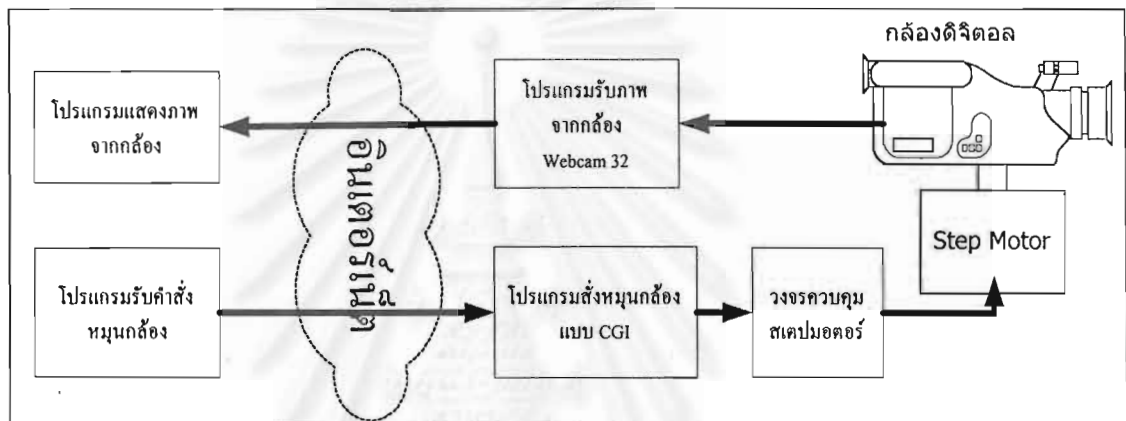 กล้องดิจิตอล
โปรแกรมแสดงภาพ
จากกล้อง
อินเตอร์เน็ต
โปรแกรมรับภาพ
จากกล้อง
Webcam 32
Step Motor
โปรแกรมรับคำสั่ง
หมุนกล้อง
โปรแกรมสั่งหมุนกล้อง
แบบ CGI
วงจรควบคุม
สเตปมอเตอร์